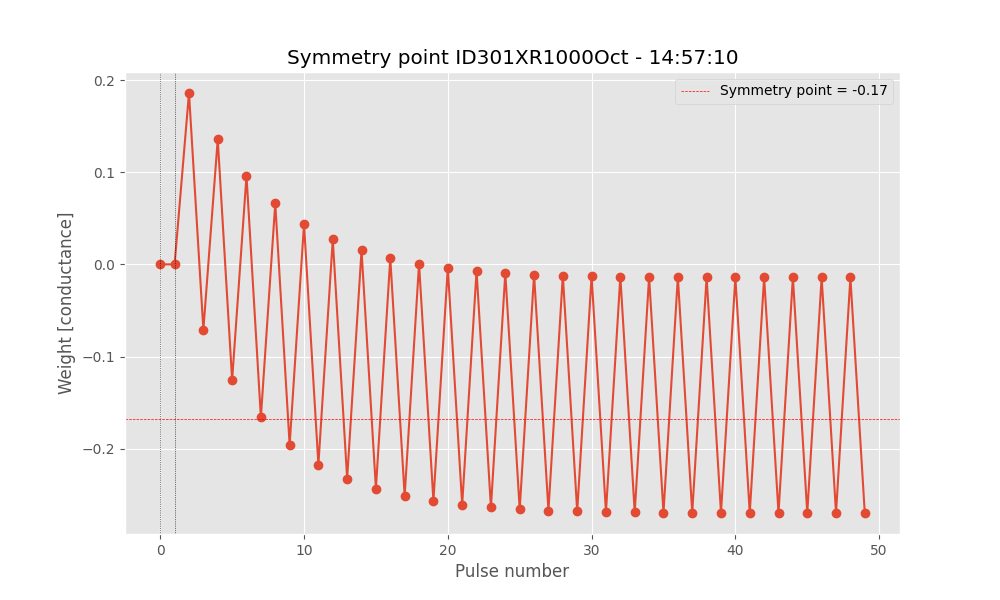 Symmetry point ID301XR1000Oct - 14:57:10
Symmetry point = -0.17
0.2
0.1
0.0
−0.1
−0.2
Weight [conductance]
0 10 20 30 40 50
Pulse number